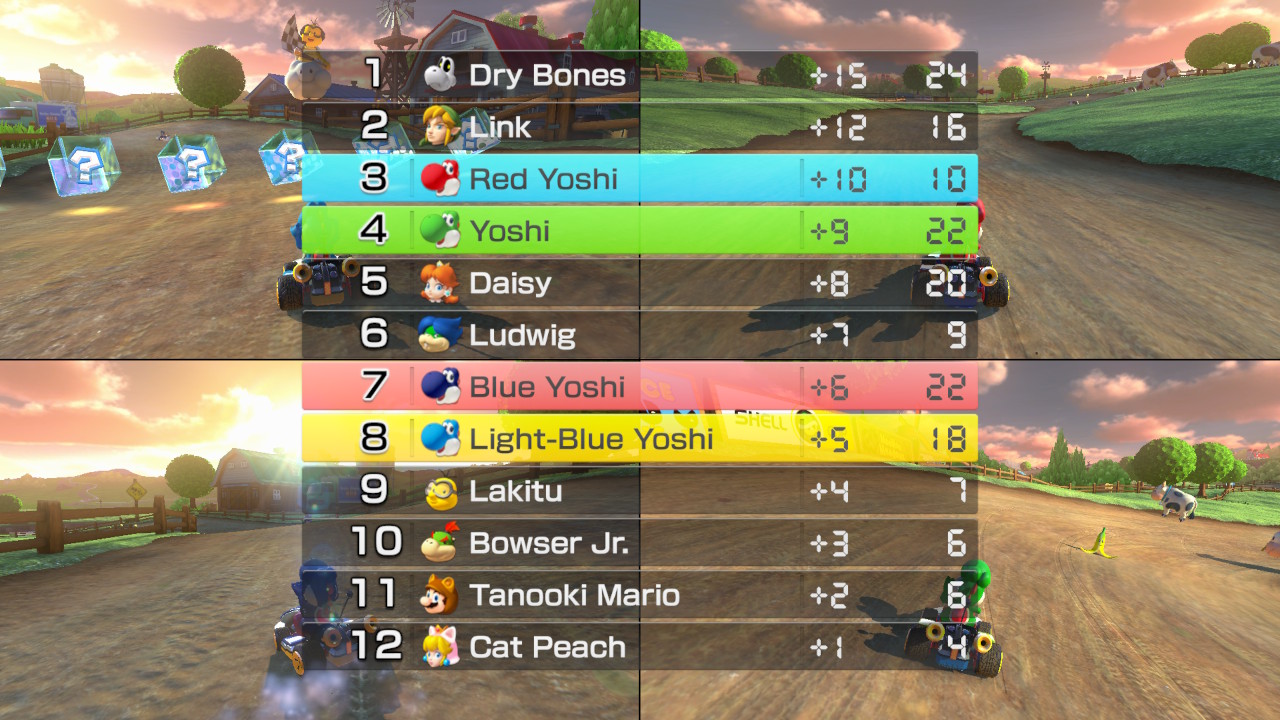 1 Dry Bones +15 24
2 Link +12 16
3 Red Yoshi +10 10
4 Yoshi +9 22
5 Daisy +8 20
6 Ludwig +7 9
7 Blue Yoshi +6 22
8 Light-Blue Yoshi +5 18
SHELL
9 Lakitu +4 7
10 Bowser Jr. +3 6
11 Tanooki Mario +2 6
12 Cat Peach +1 4
? ? ?